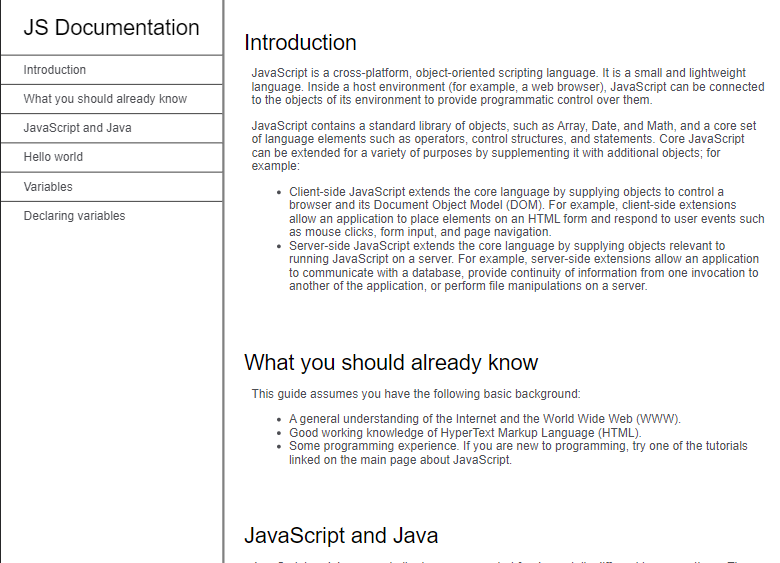 JS Documentation
Introduction
What you should already know
JavaScript and Java
Hello world
Variables
Declaring variables
Introduction
JavaScript is a cross-platform, object-oriented scripting language. It is a small and lightweight
language. Inside a host environment (for example, a web browser), JavaScript can be connected
to the objects of its environment to provide programmatic control over them.
JavaScript contains a standard library of objects, such as Array, Date, and Math, and a core set
of language elements such as operators, control structures, and statements. Core JavaScript
can be extended for a variety of purposes by supplementing it with additional objects; for
example:
• Client-side JavaScript extends the core language by supplying objects to control a
browser and its Document Object Model (DOM). For example, client-side extensions
allow an application to place elements on an HTML form and respond to user events such
as mouse clicks, form input, and page navigation.
• Server-side JavaScript extends the core language by supplying objects relevant to
running JavaScript on a server. For example, server-side extensions allow an application
to communicate with a database, provide continuity of information from one invocation to
another of the application, or perform file manipulations on a server.
What you should already know
This guide assumes you have the following basic background:
• A general understanding of the Internet and the World Wide Web (WWW).
• Good working knowledge of HyperText Markup Language (HTML).
• Some programming experience. If you are new to programming, try one of the tutorials
linked on the main page about JavaScript.
JavaScript and Java